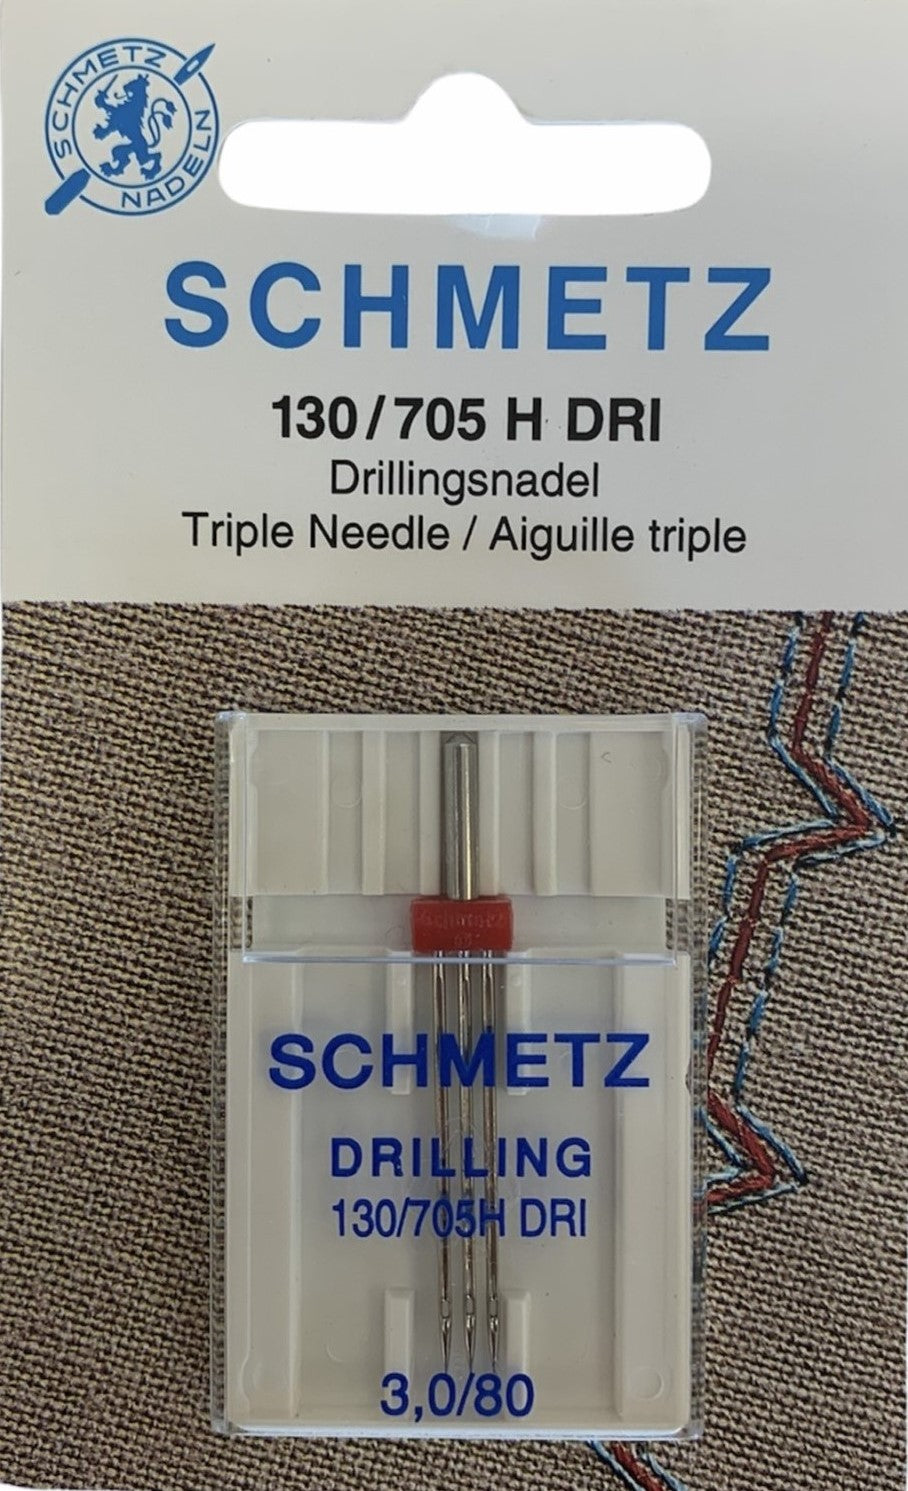 SCHMETZ
NADELN
SCHMETZ
130/705 H DRI
Drillingsnadel
Triple Needle / Aiguille triple
Schmetz
SCHMETZ
DRILLING
130/705H DRI
3,0/80